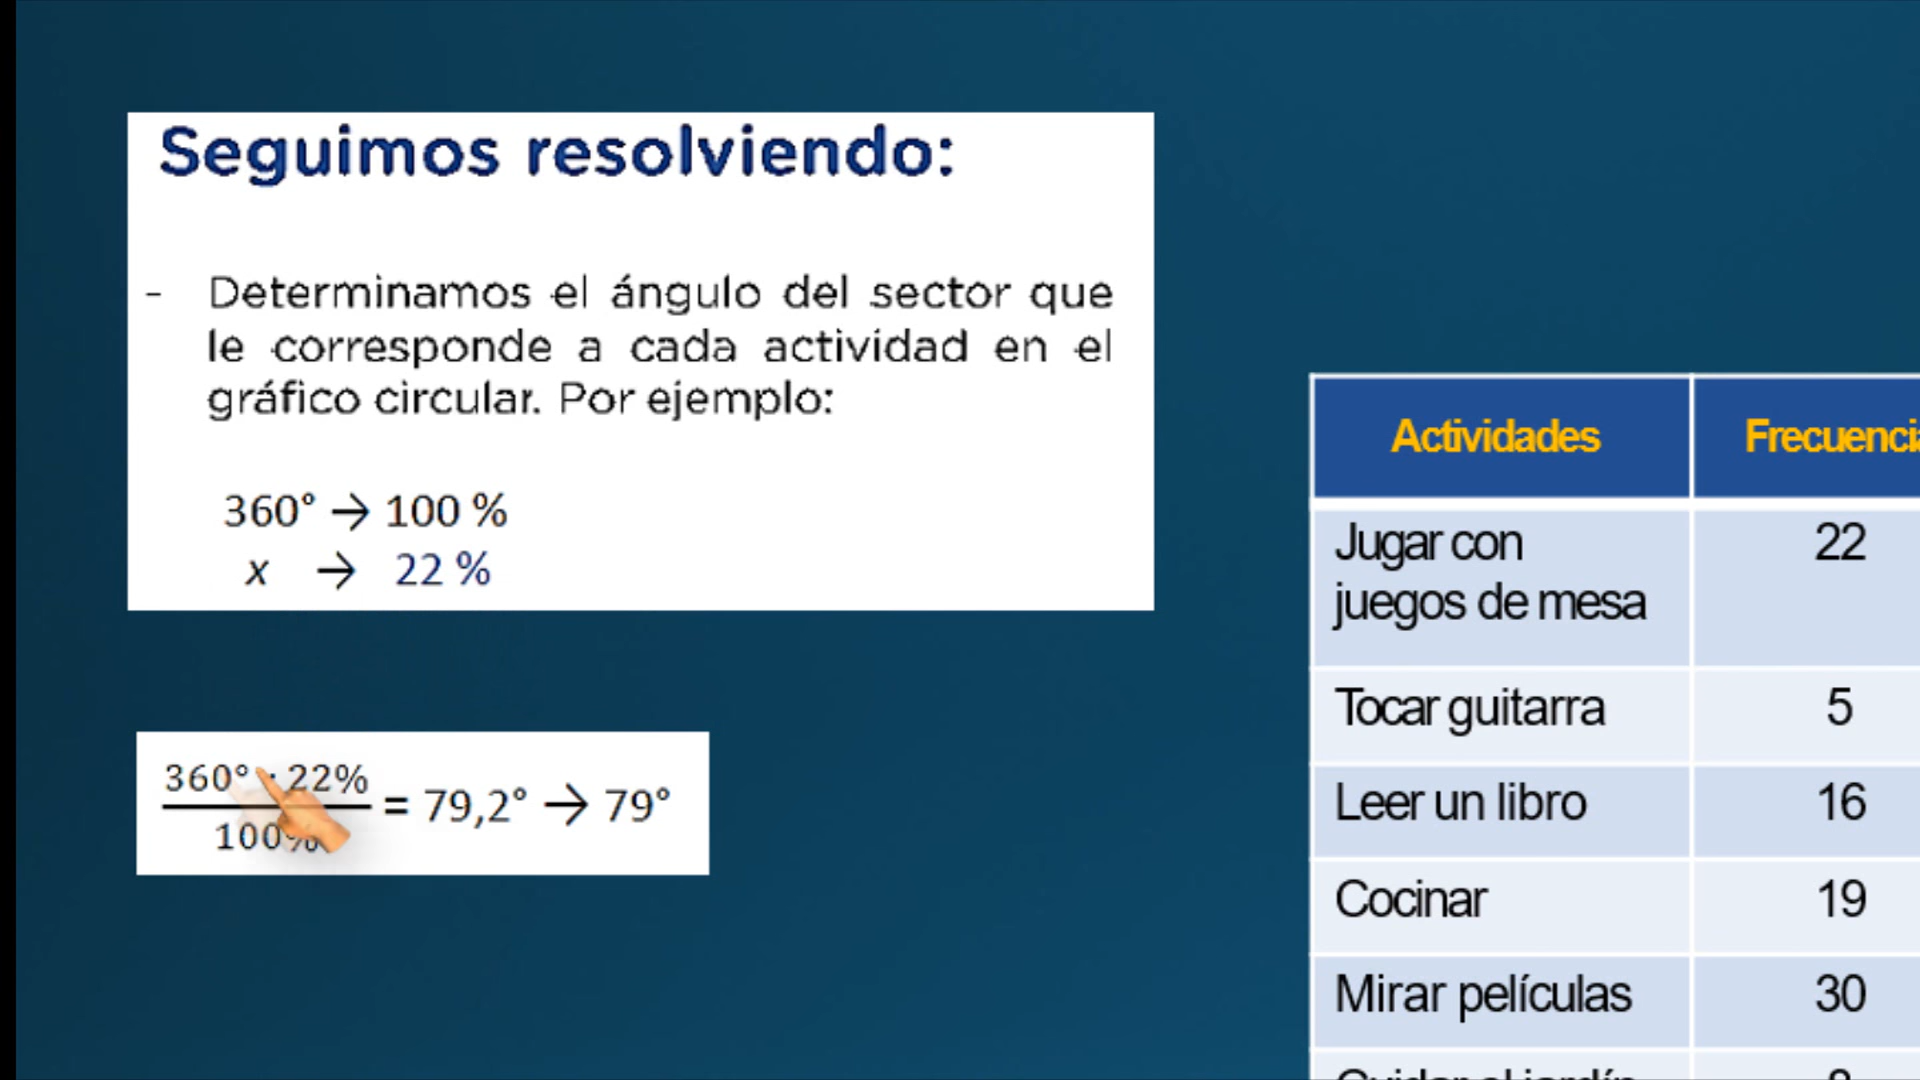 Seguimos resolviendo:
- Determinamos el ángulo del sector que
le corresponde a cada actividad en el
gráfico circular. Por ejemplo:
360° → 100 %
x → 22 %
360° · 22%
100%
= 79,2° → 79°
Actividades
Jugar con 22
juegos de mesa
Tocar guitarra 5
Leer un libro 16
Cocinar 19
Mirar películas 30